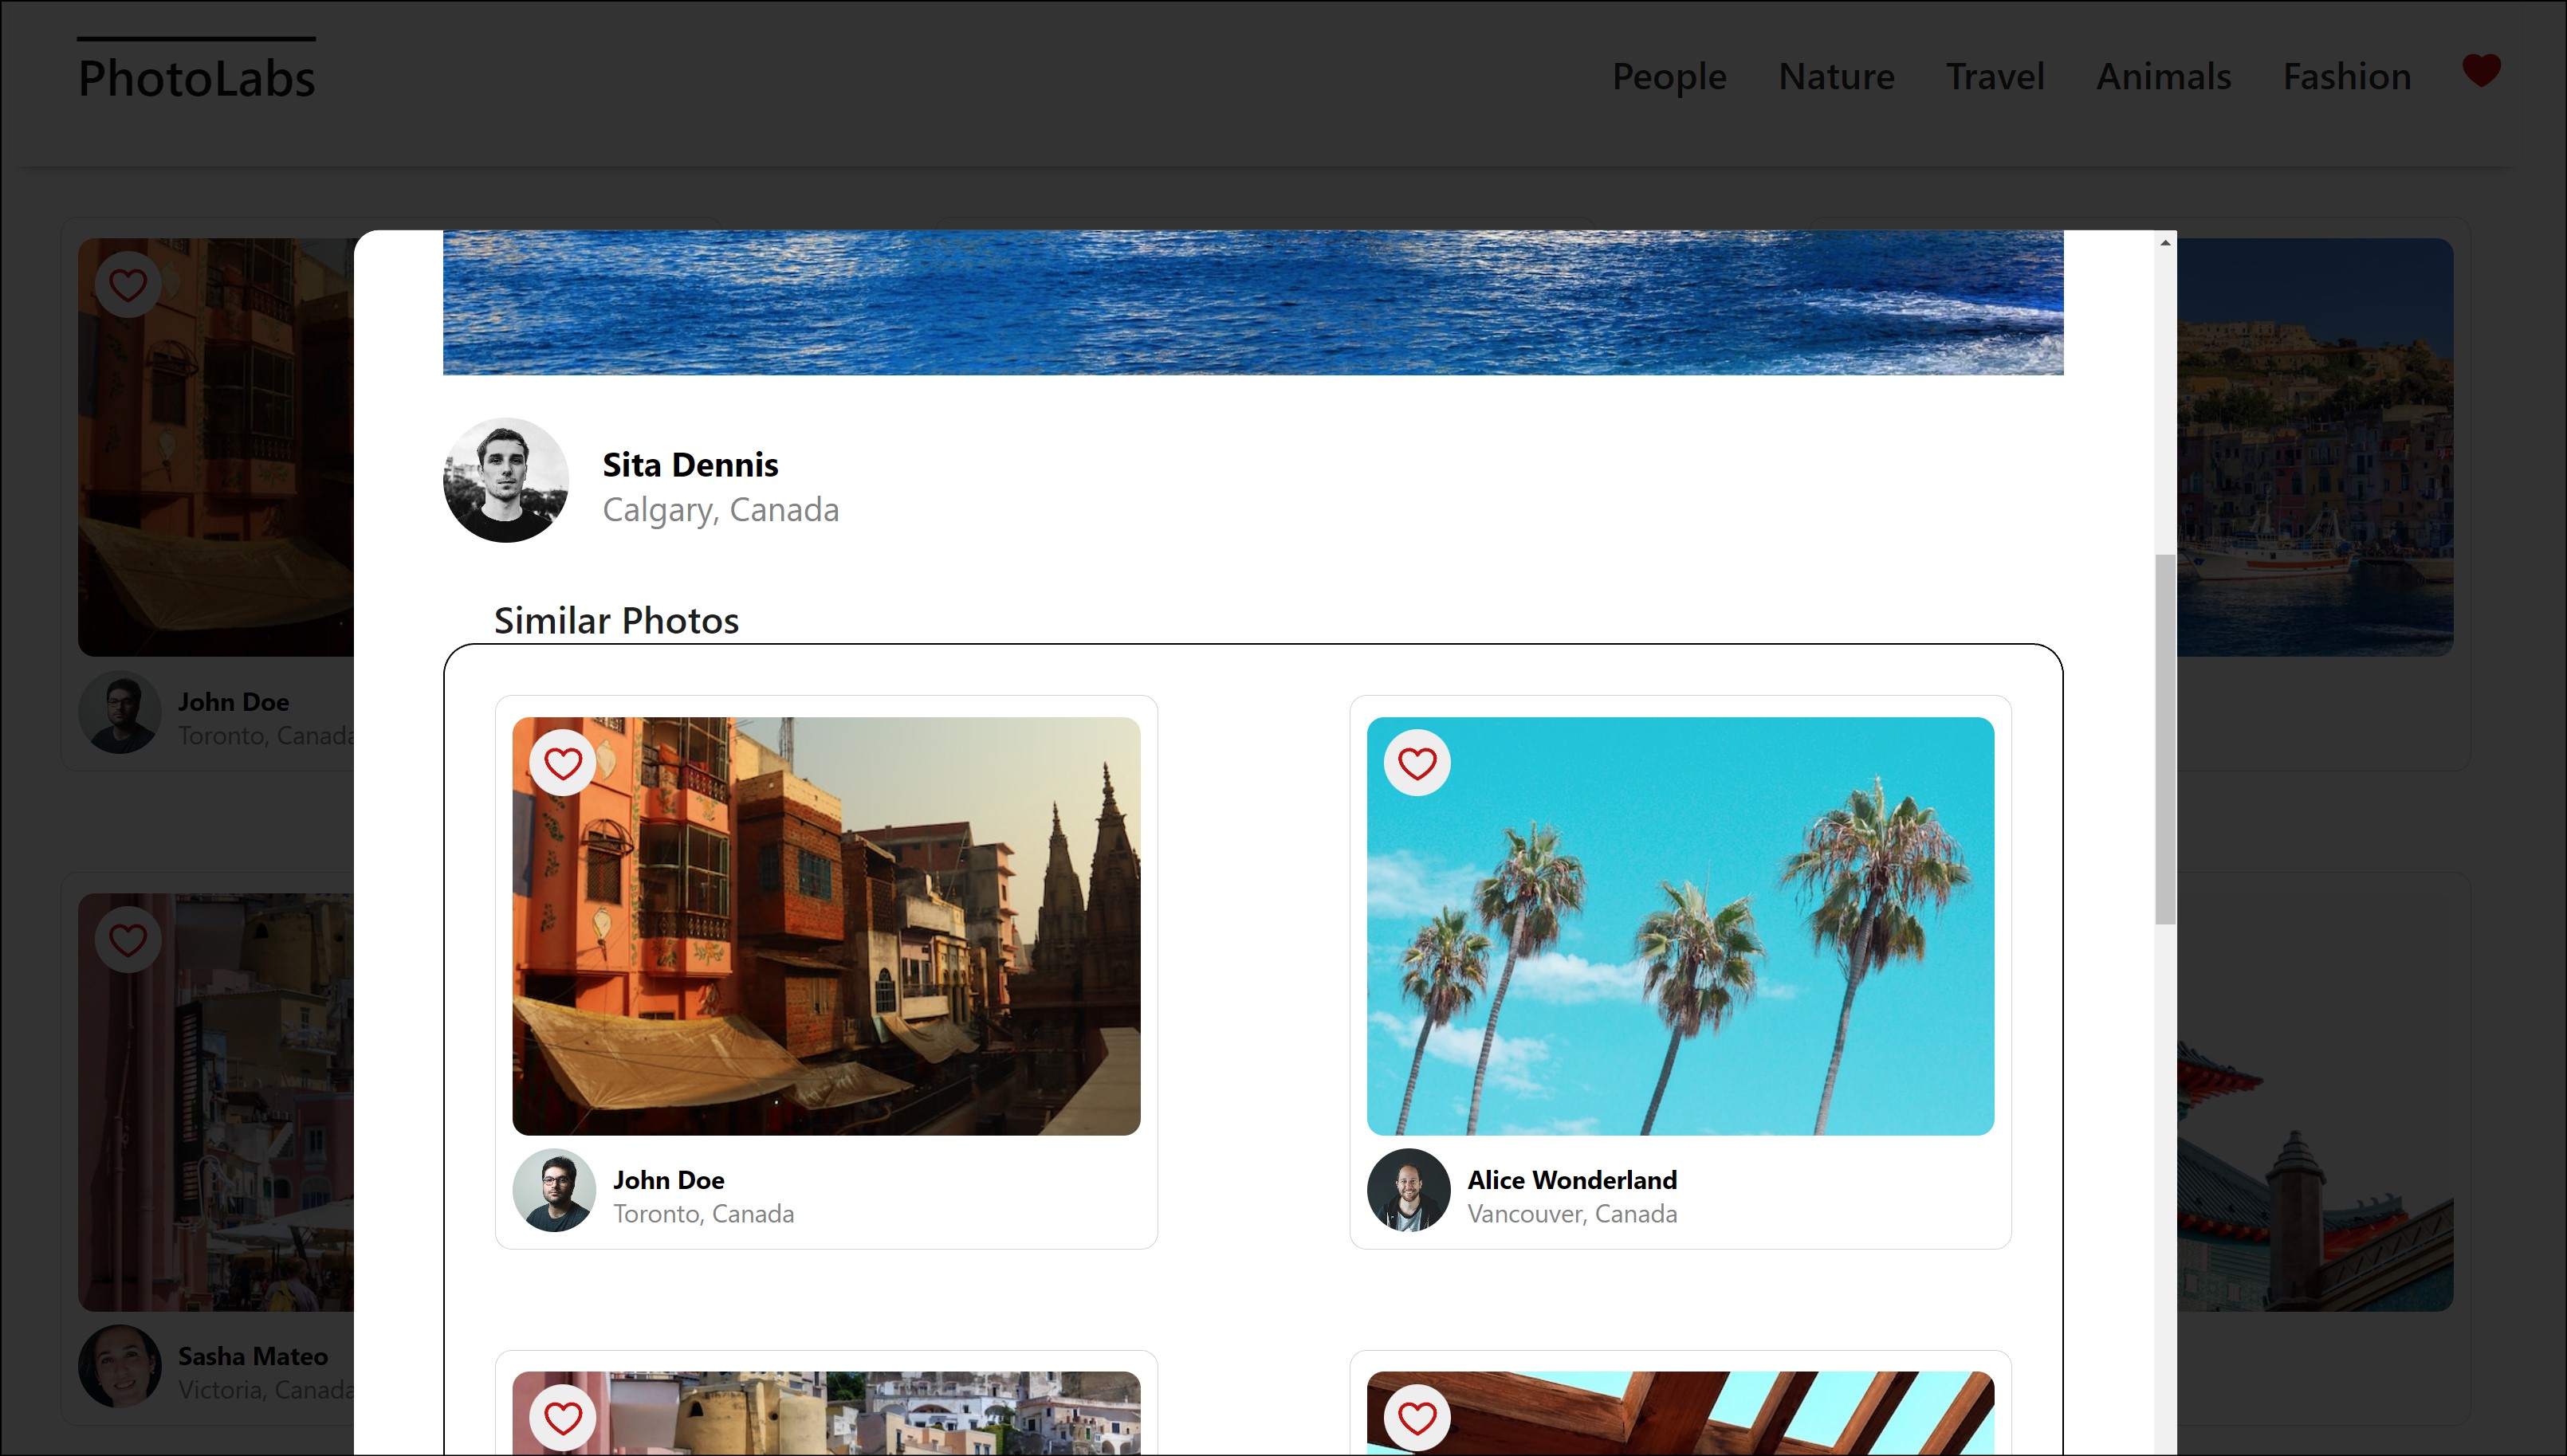 PhotoLabs
People Nature Travel Animals Fashion
John Doe
Toronto, Canada
Sasha Mateo
Victoria, Canada
Sita Dennis
Calgary, Canada
Similar Photos
John Doe
Toronto, Canada
Alice Wonderland
Vancouver, Canada